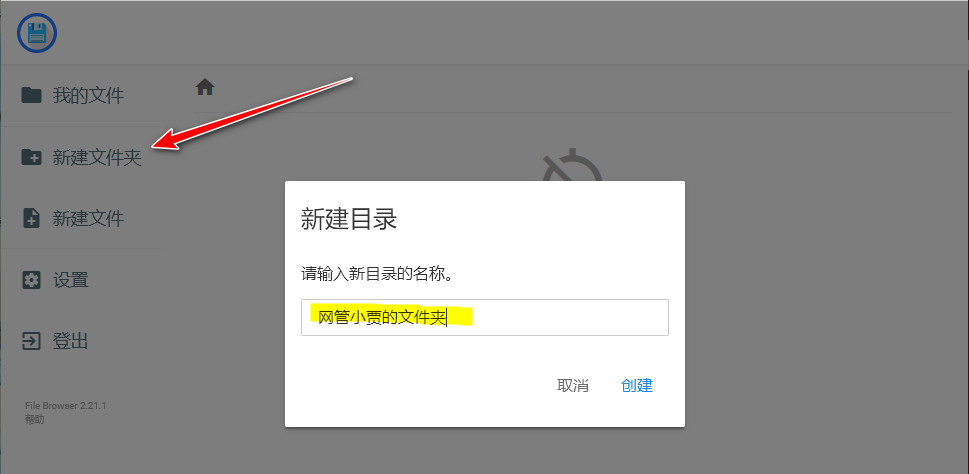 我的文件
新建文件夹
新建文件
设置
登出
File Browser 2.21.1
帮助
新建目录
请输入新目录的名称。
网管小贾的文件夹
取消
创建